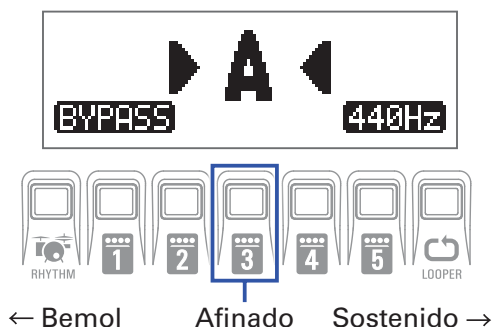 A
BYPASS 440Hz
RHYTHM 1 2 3 4 5 LOOPER
← Bemol Afinado Sostenido →